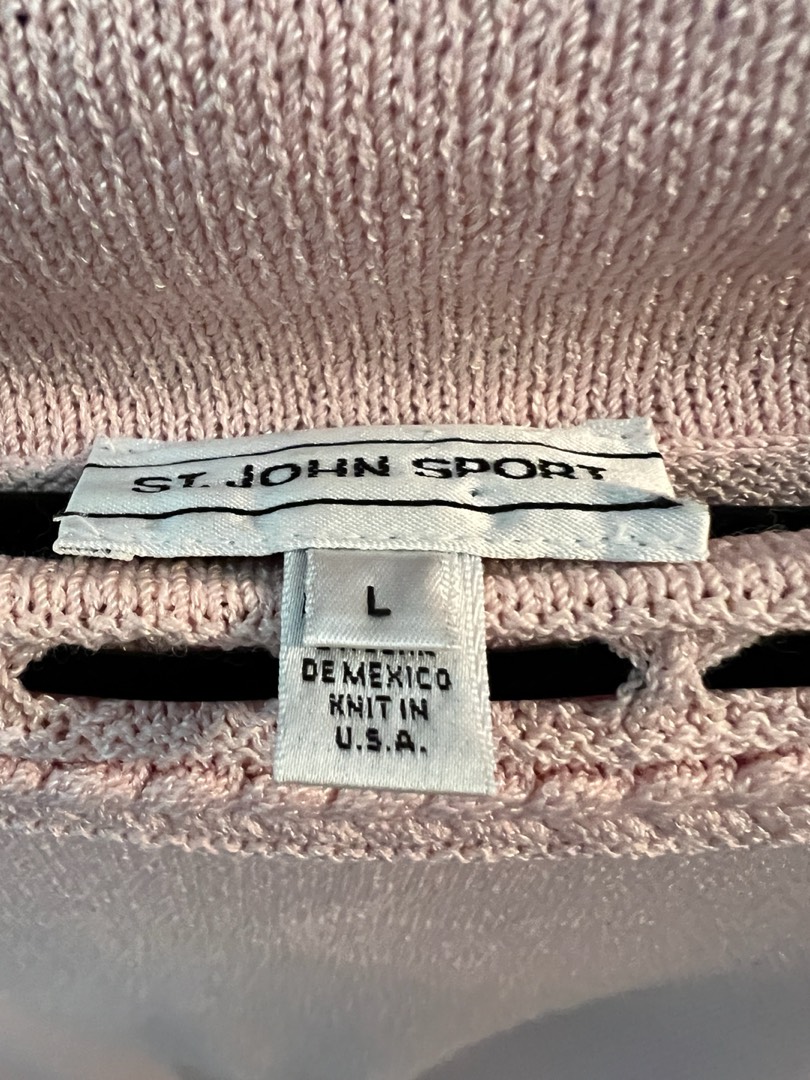 ST. JOHN SPORT
L
DE MEXICO
KNIT IN
U.S.A.